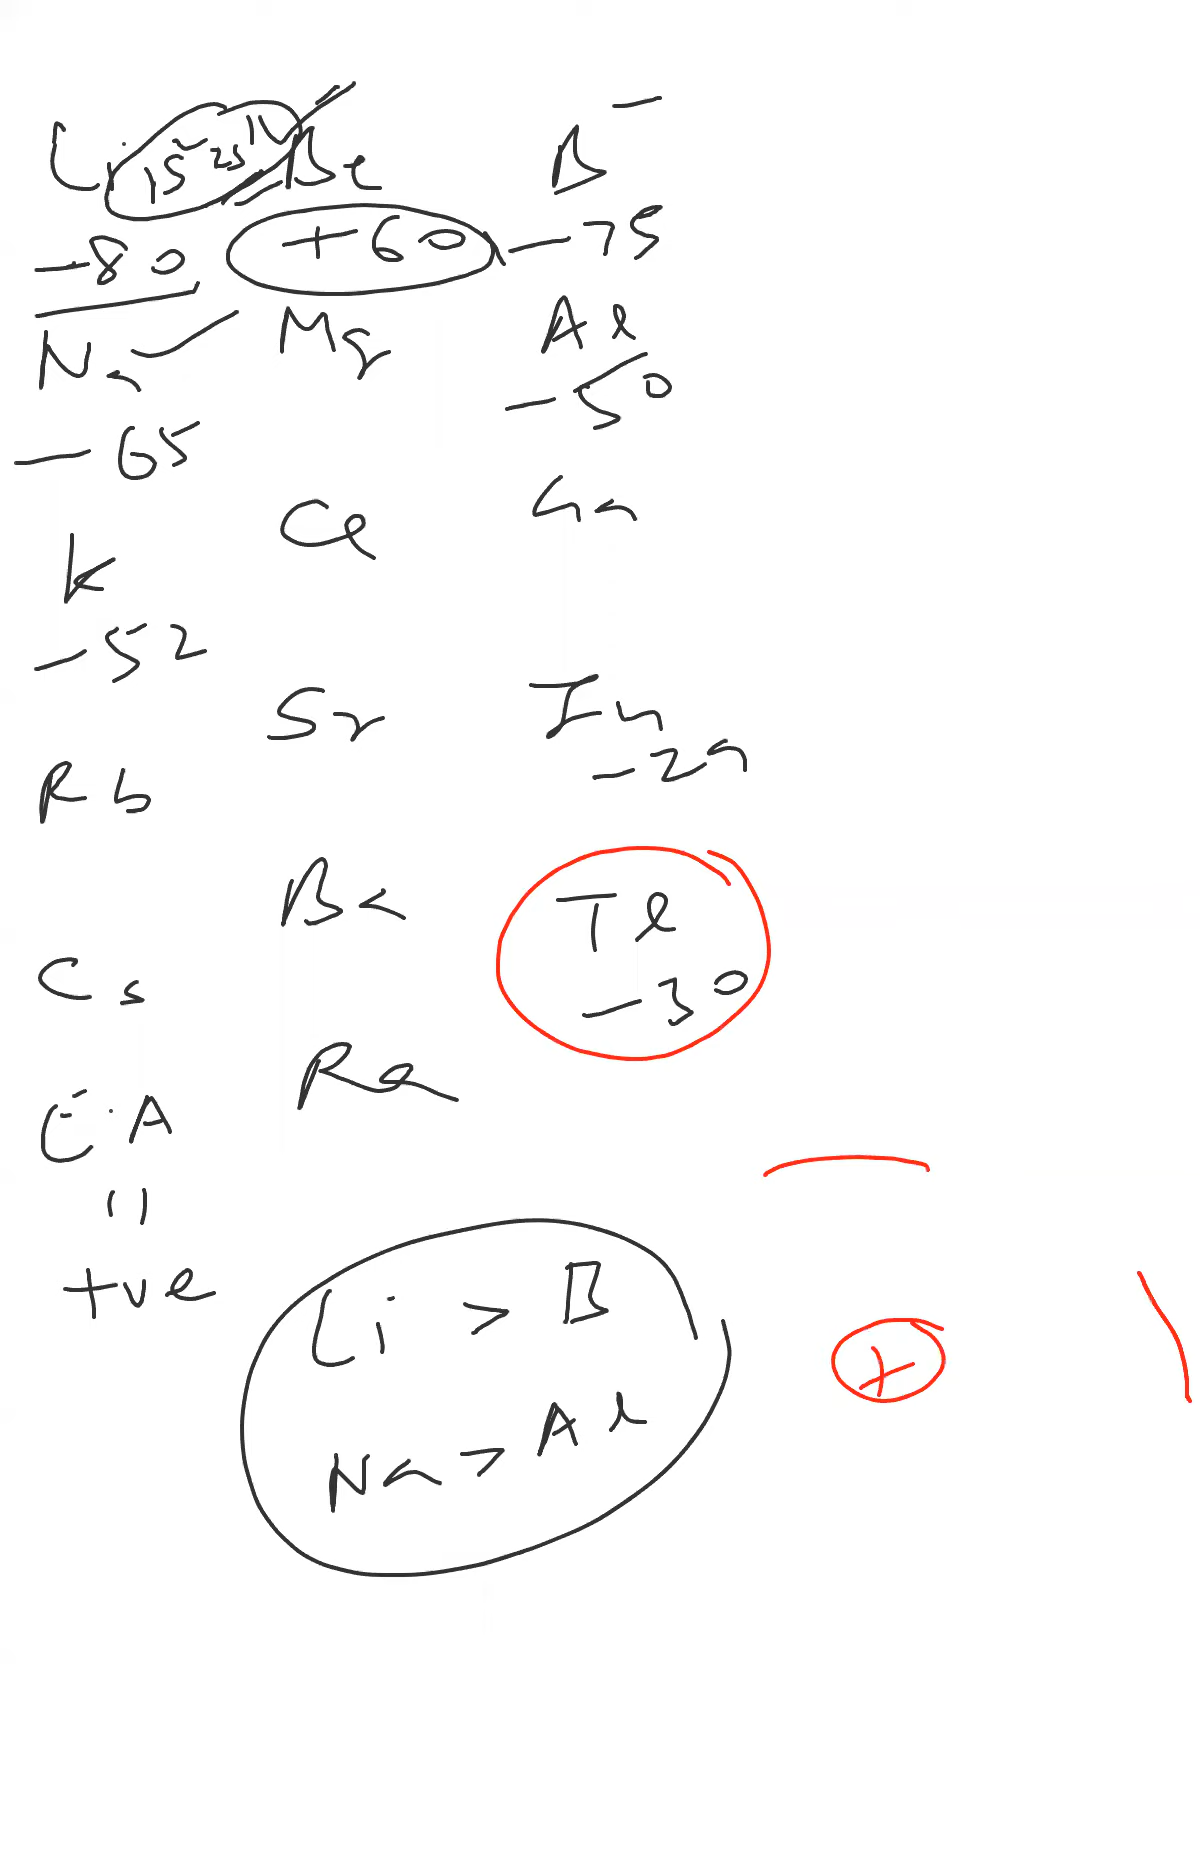 Li 1s² 2s¹ Be B
-80 +60 -75
Na Mg Al
-50
-65
Ca Ga
K
-52
Sr In
-29
Rb
Ba Tl
Cs -30
Ra
E.A
=
+ve
Li > B
+
Na > Al